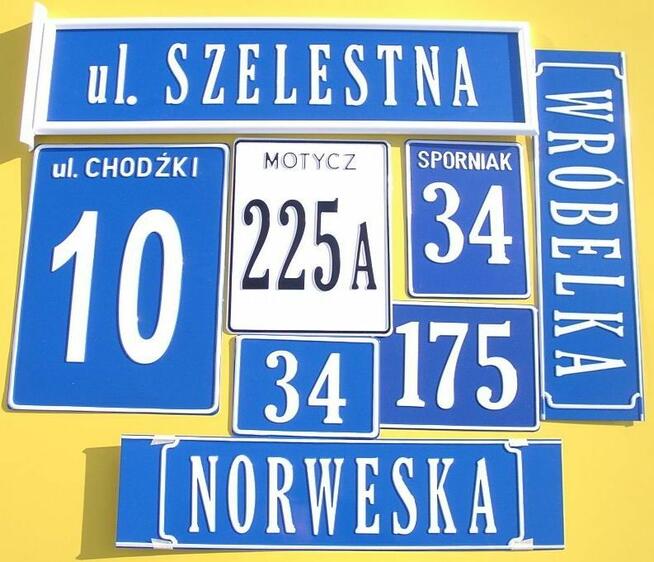 ul. SZELESTNA
WRÓBELKA
ul. CHODŹKI
10
MOTYCZ
225A
SPORNIAK
34
34
175
NORWESKA